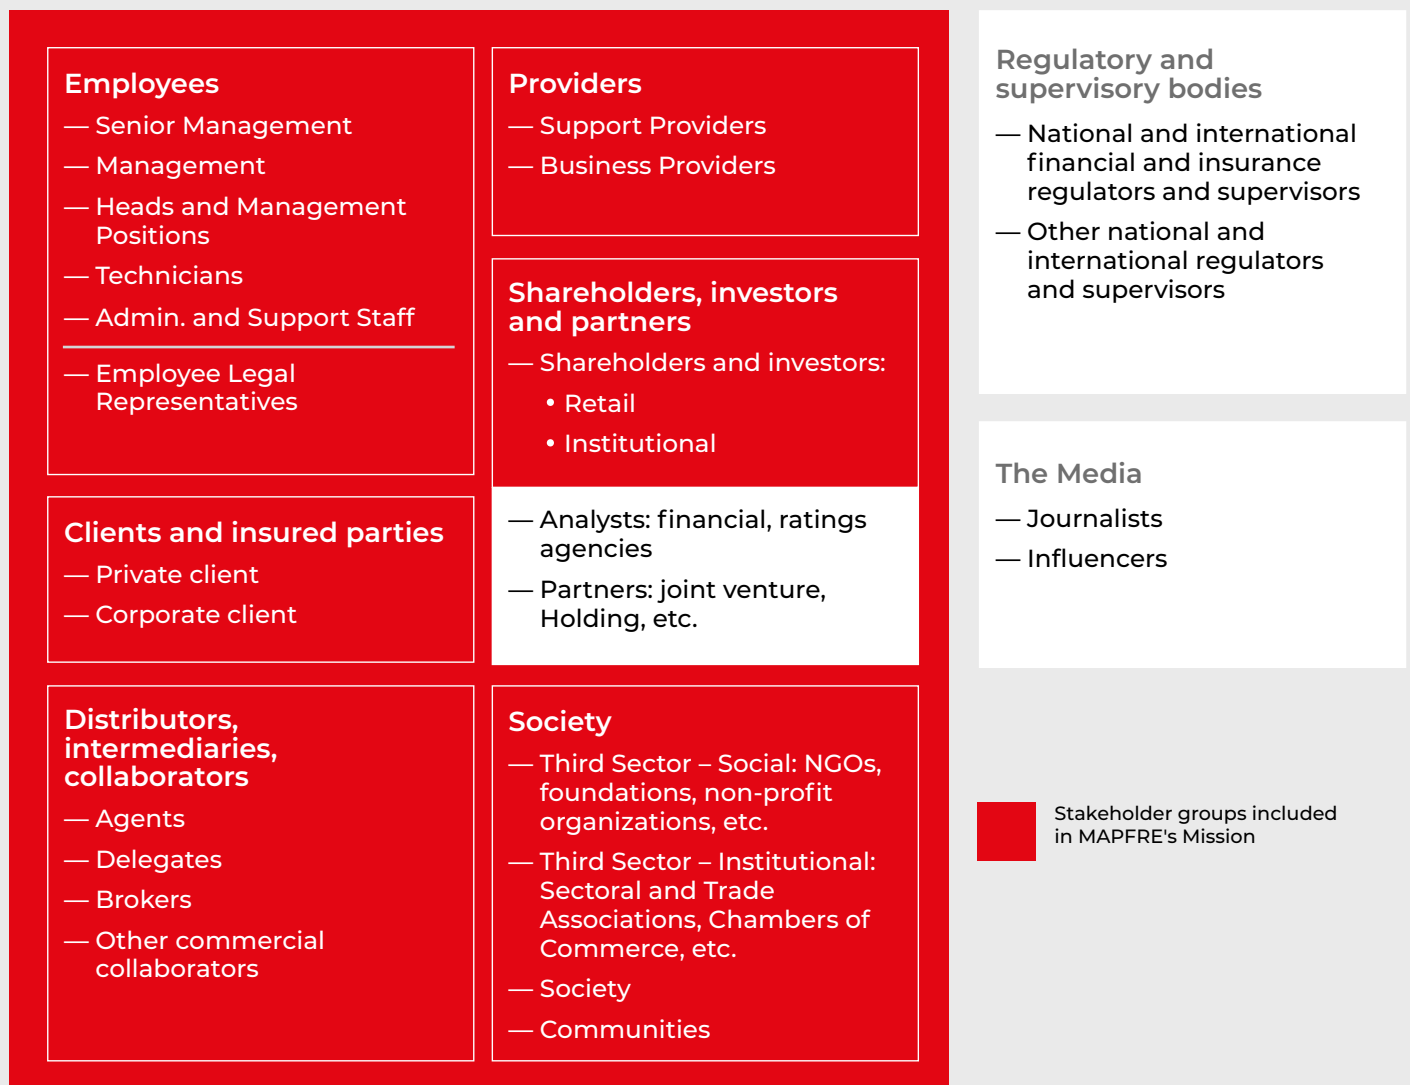 Employees
— Senior Management
— Management
— Heads and Management
Positions
— Technicians
— Admin. and Support Staff
— Employee Legal
Representatives
Clients and insured parties
— Private client
— Corporate client
Distributors,
intermediaries,
collaborators
— Agents
— Delegates
— Brokers
— Other commercial
collaborators
Providers
— Support Providers
— Business Providers
Shareholders, investors
and partners
— Shareholders and investors:
• Retail
• Institutional
— Analysts: financial, ratings
agencies
— Partners: joint venture,
Holding, etc.
Society
— Third Sector – Social: NGOs,
foundations, non-profit
organizations, etc.
— Third Sector – Institutional:
Sectoral and Trade
Associations, Chambers of
Commerce, etc.
— Society
— Communities
Regulatory and
supervisory bodies
— National and international
financial and insurance
regulators and supervisors
— Other national and
international regulators
and supervisors
The Media
— Journalists
— Influencers
Stakeholder groups included
in MAPFRE's Mission